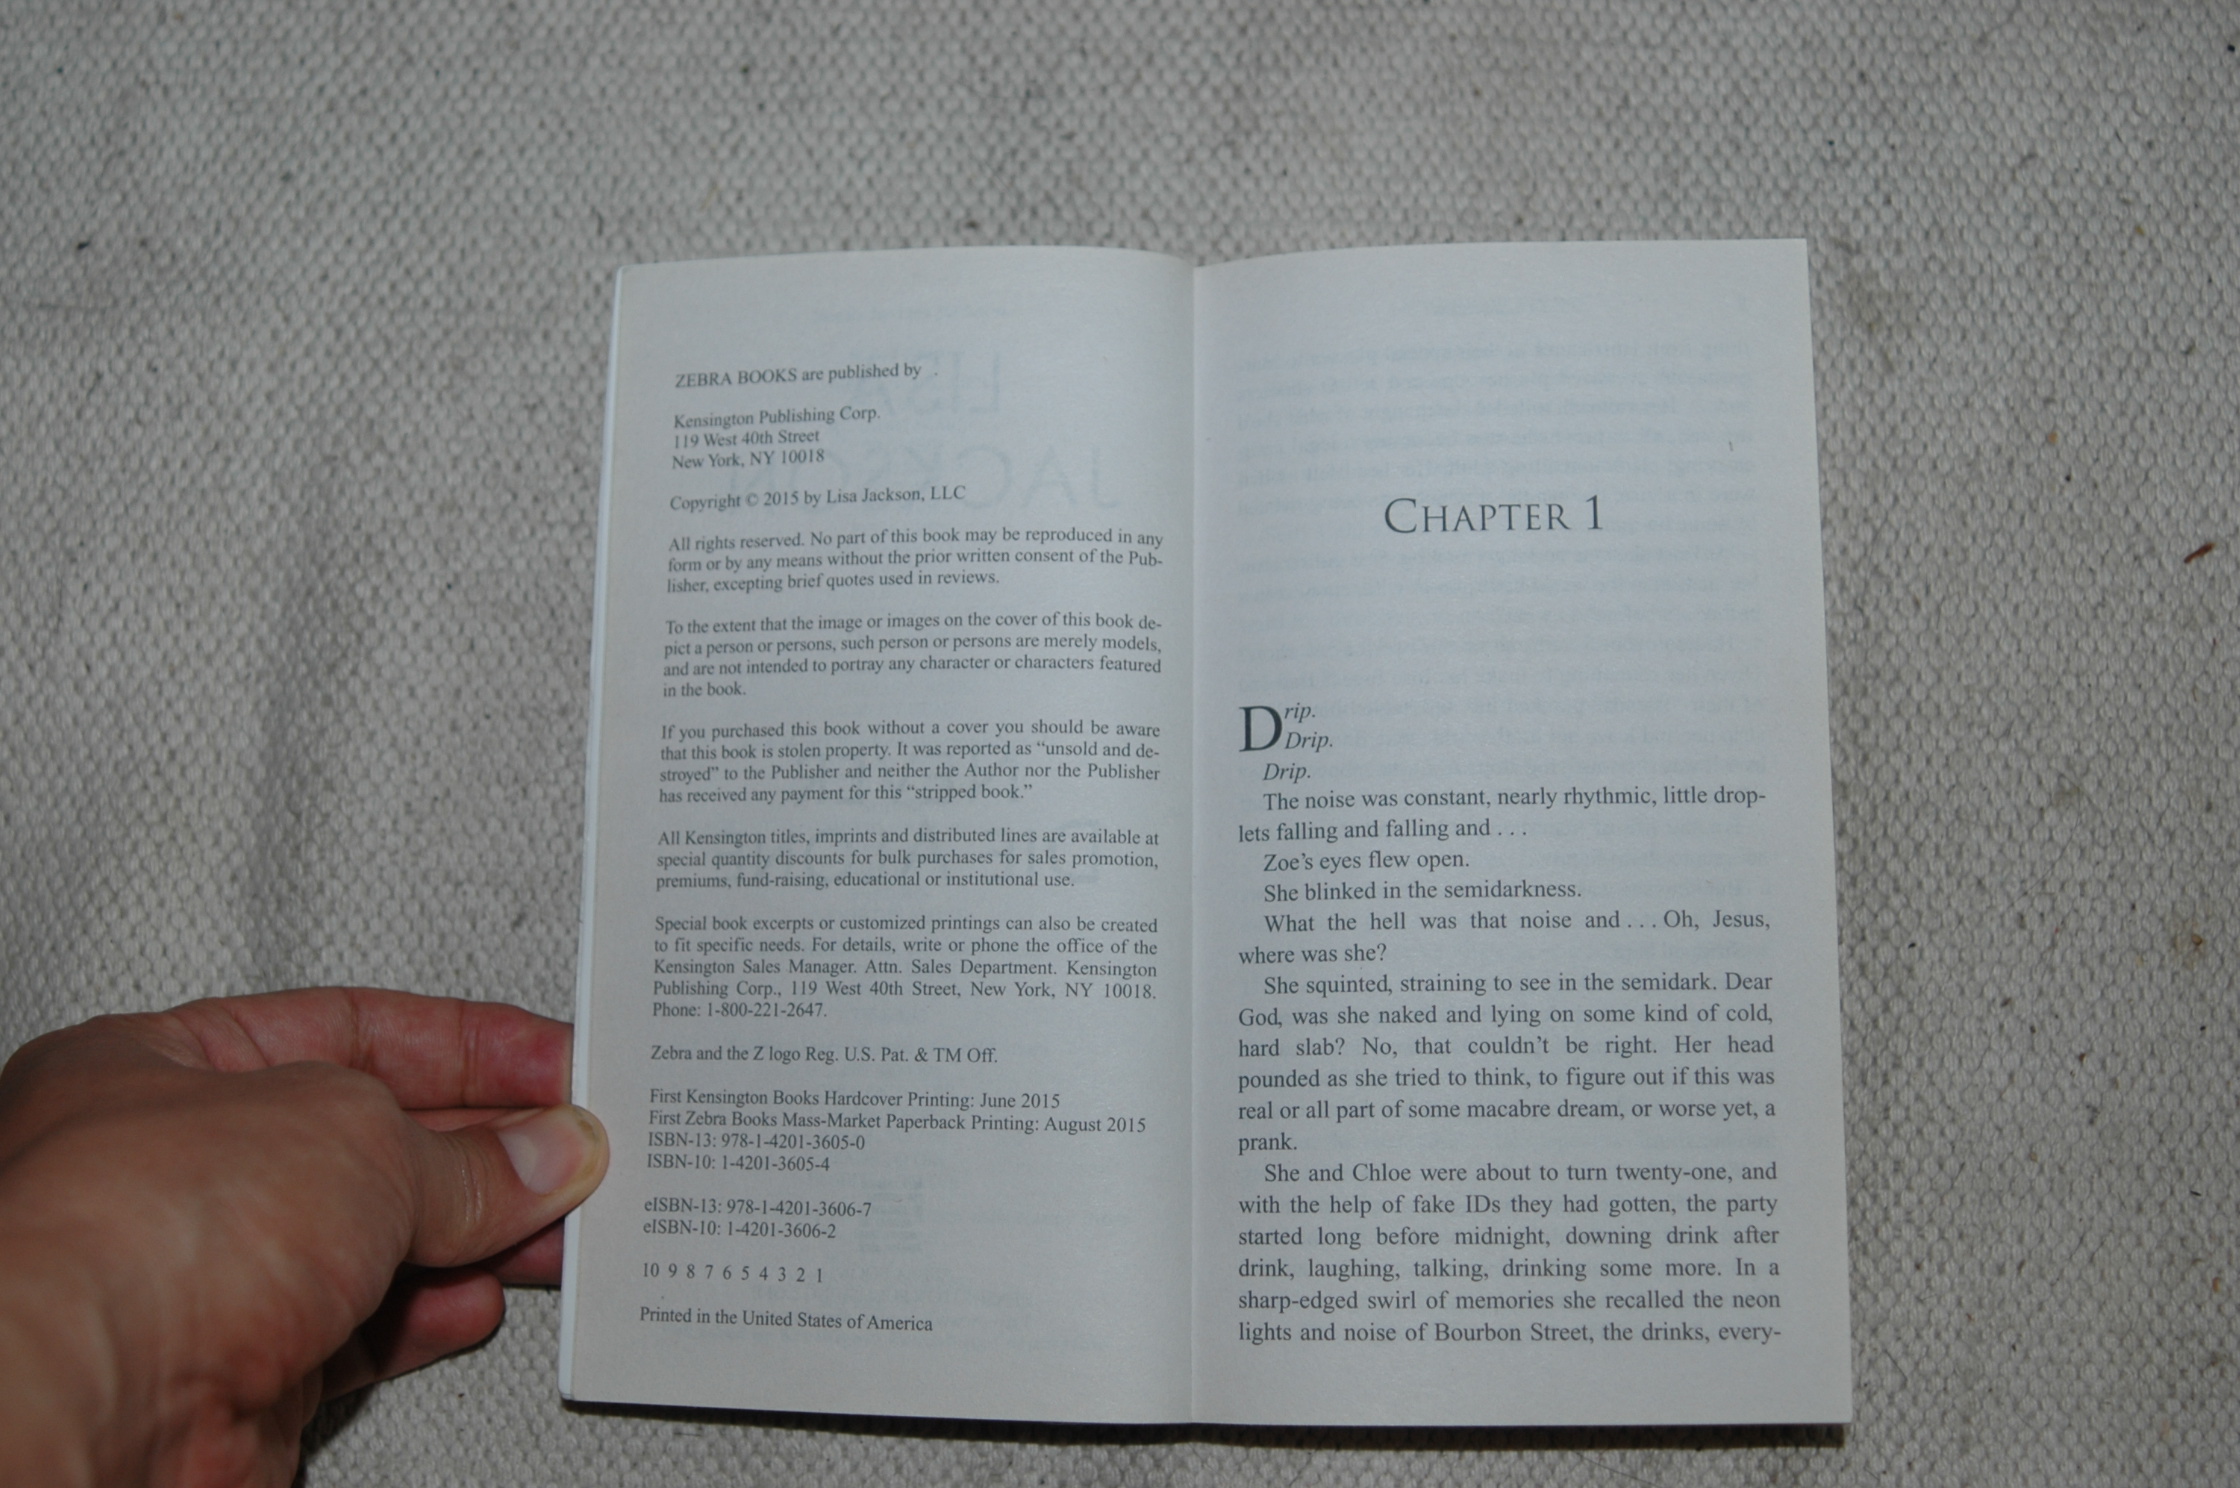 ZEBRA BOOKS are published by
Kensington Publishing Corp.
119 West 40th Street
New York, NY 10018
Copyright © 2015 by Lisa Jackson, LLC
All rights reserved. No part of this book may be reproduced in any
form or by any means without the prior written consent of the Pub-
lisher, excepting brief quotes used in reviews.
To the extent that the image or images on the cover of this book de-
pict a person or persons, such person or persons are merely models,
and are not intended to portray any character or characters featured
in the book.
If you purchased this book without a cover you should be aware
that this book is stolen property. It was reported as “unsold and de-
stroyed” to the Publisher and neither the Author nor the Publisher
has received any payment for this “stripped book.”
All Kensington titles, imprints and distributed lines are available at
special quantity discounts for bulk purchases for sales promotion,
premiums, fund-raising, educational or institutional use.
Special book excerpts or customized printings can also be created
to fit specific needs. For details, write or phone the office of the
Kensington Sales Manager. Attn. Sales Department. Kensington
Publishing Corp., 119 West 40th Street, New York, NY 10018.
Phone: 1-800-221-2647.
Zebra and the Z logo Reg. U.S. Pat. & TM Off.
First Kensington Books Hardcover Printing: June 2015
First Zebra Books Mass-Market Paperback Printing: August 2015
ISBN-13: 978-1-4201-3605-0
ISBN-10: 1-4201-3605-4
eISBN-13: 978-1-4201-3606-7
eISBN-10: 1-4201-3606-2
10 9 8 7 6 5 4 3 2 1
Printed in the United States of America
CHAPTER 1
Drip.
Drip.
Drip.
The noise was constant, nearly rhythmic, little drop-
lets falling and falling and . . .
Zoe’s eyes flew open.
She blinked in the semidarkness.
What the hell was that noise and . . . Oh, Jesus,
where was she?
She squinted, straining to see in the semidark. Dear
God, was she naked and lying on some kind of cold,
hard slab? No, that couldn’t be right. Her head
pounded as she tried to think, to figure out if this was
real or all part of some macabre dream, or worse yet, a
prank.
She and Chloe were about to turn twenty-one, and
with the help of fake IDs they had gotten, the party
started long before midnight, downing drink after
drink, laughing, talking, drinking some more. In a
sharp-edged swirl of memories she recalled the neon
lights and noise of Bourbon Street, the drinks, every-